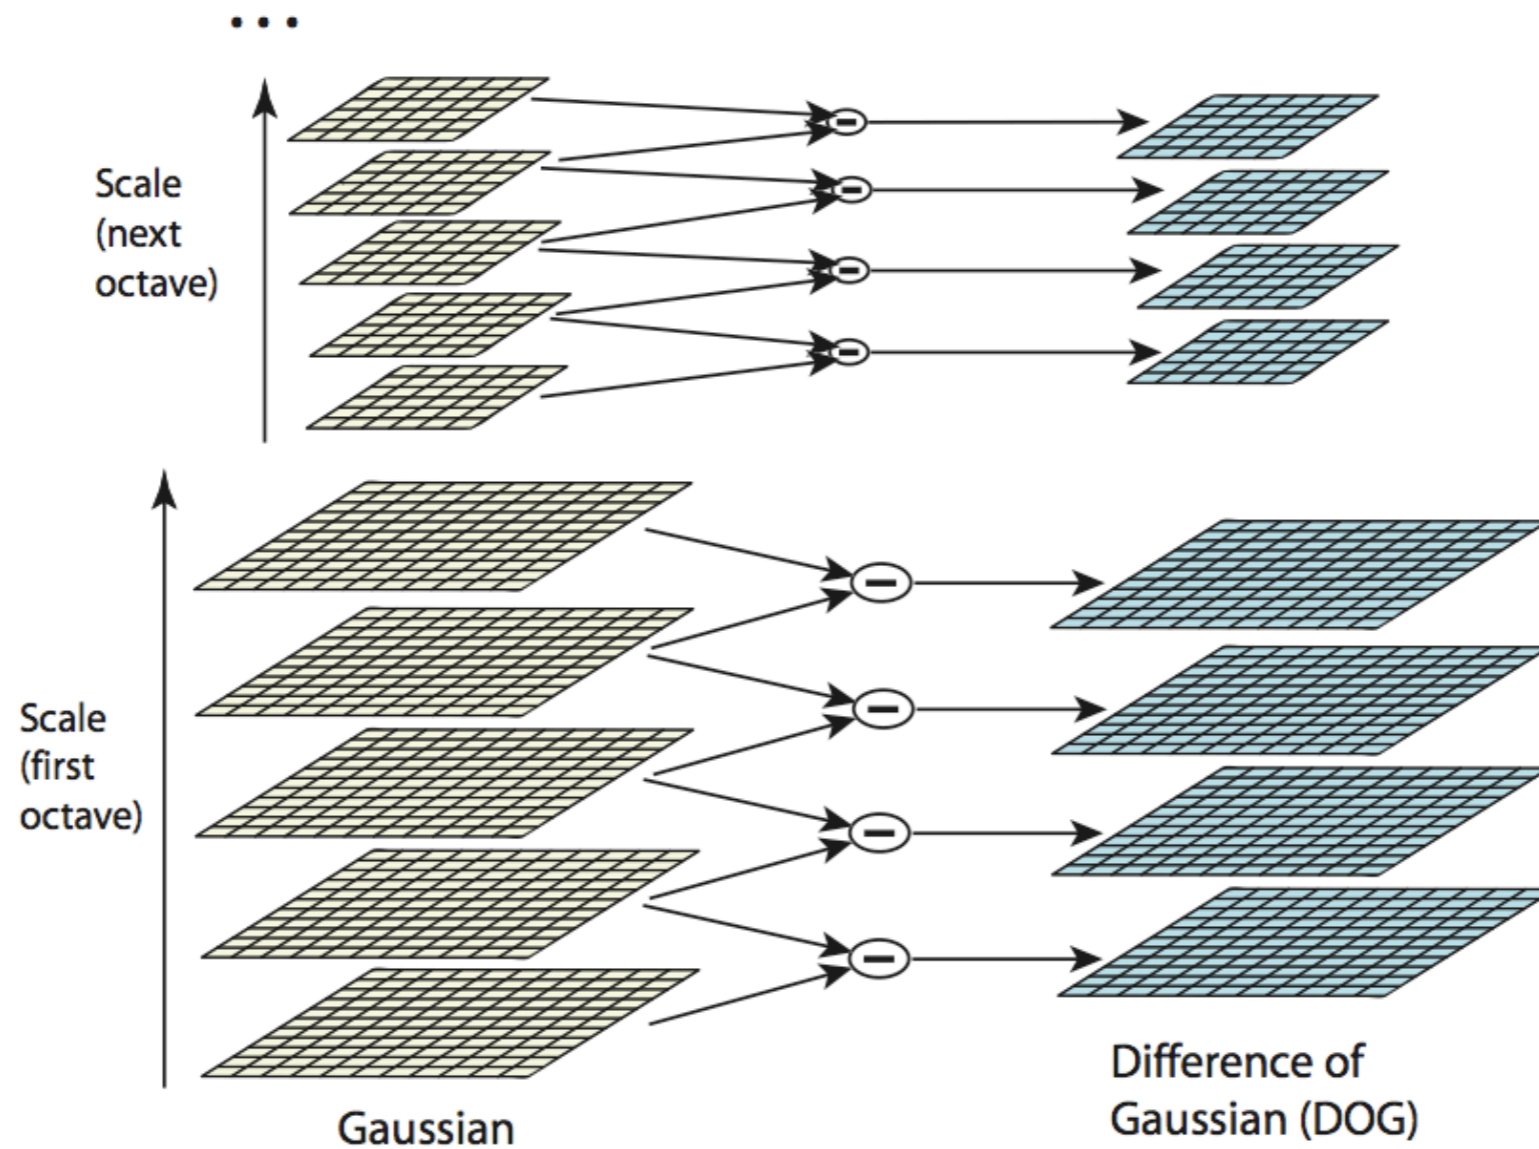 ...
Scale
(next
octave)
Scale
(first
octave)
Gaussian
Difference of
Gaussian (DOG)